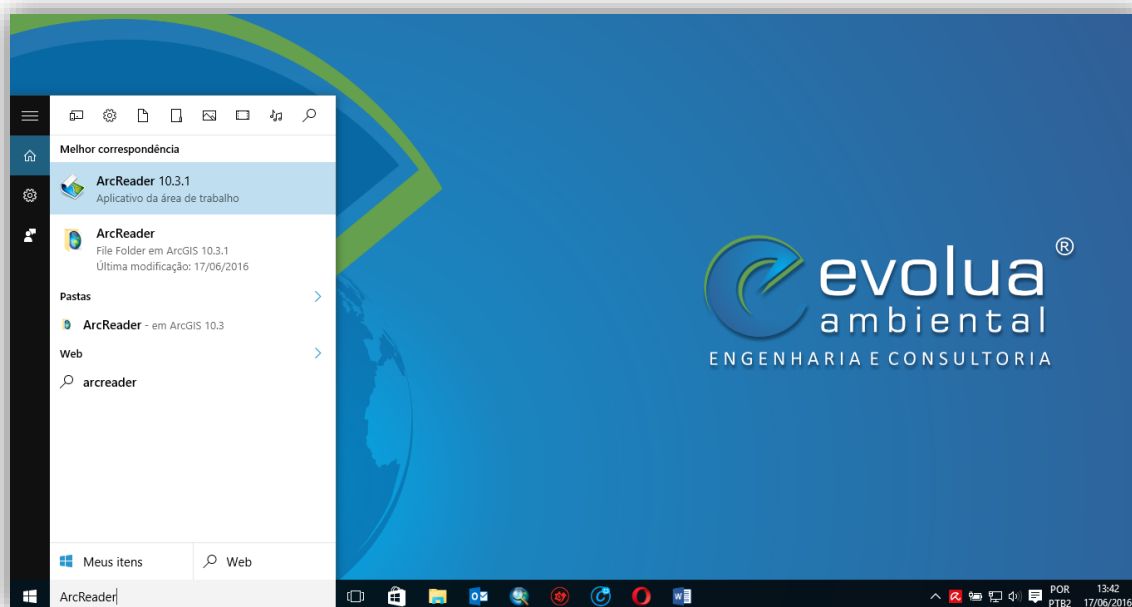 Melhor correspondência
ArcReader 10.3.1
Aplicativo da área de trabalho
ArcReader
File Folder em ArcGIS 10.3.1
Última modificação: 17/06/2016
Pastas
ArcReader - em ArcGIS 10.3
Web
arcreader
Meus itens
Web
ArcReader
evolua®
ambiental
ENGENHARIA E CONSULTORIA
POR
PTB2
13:42
17/06/2016